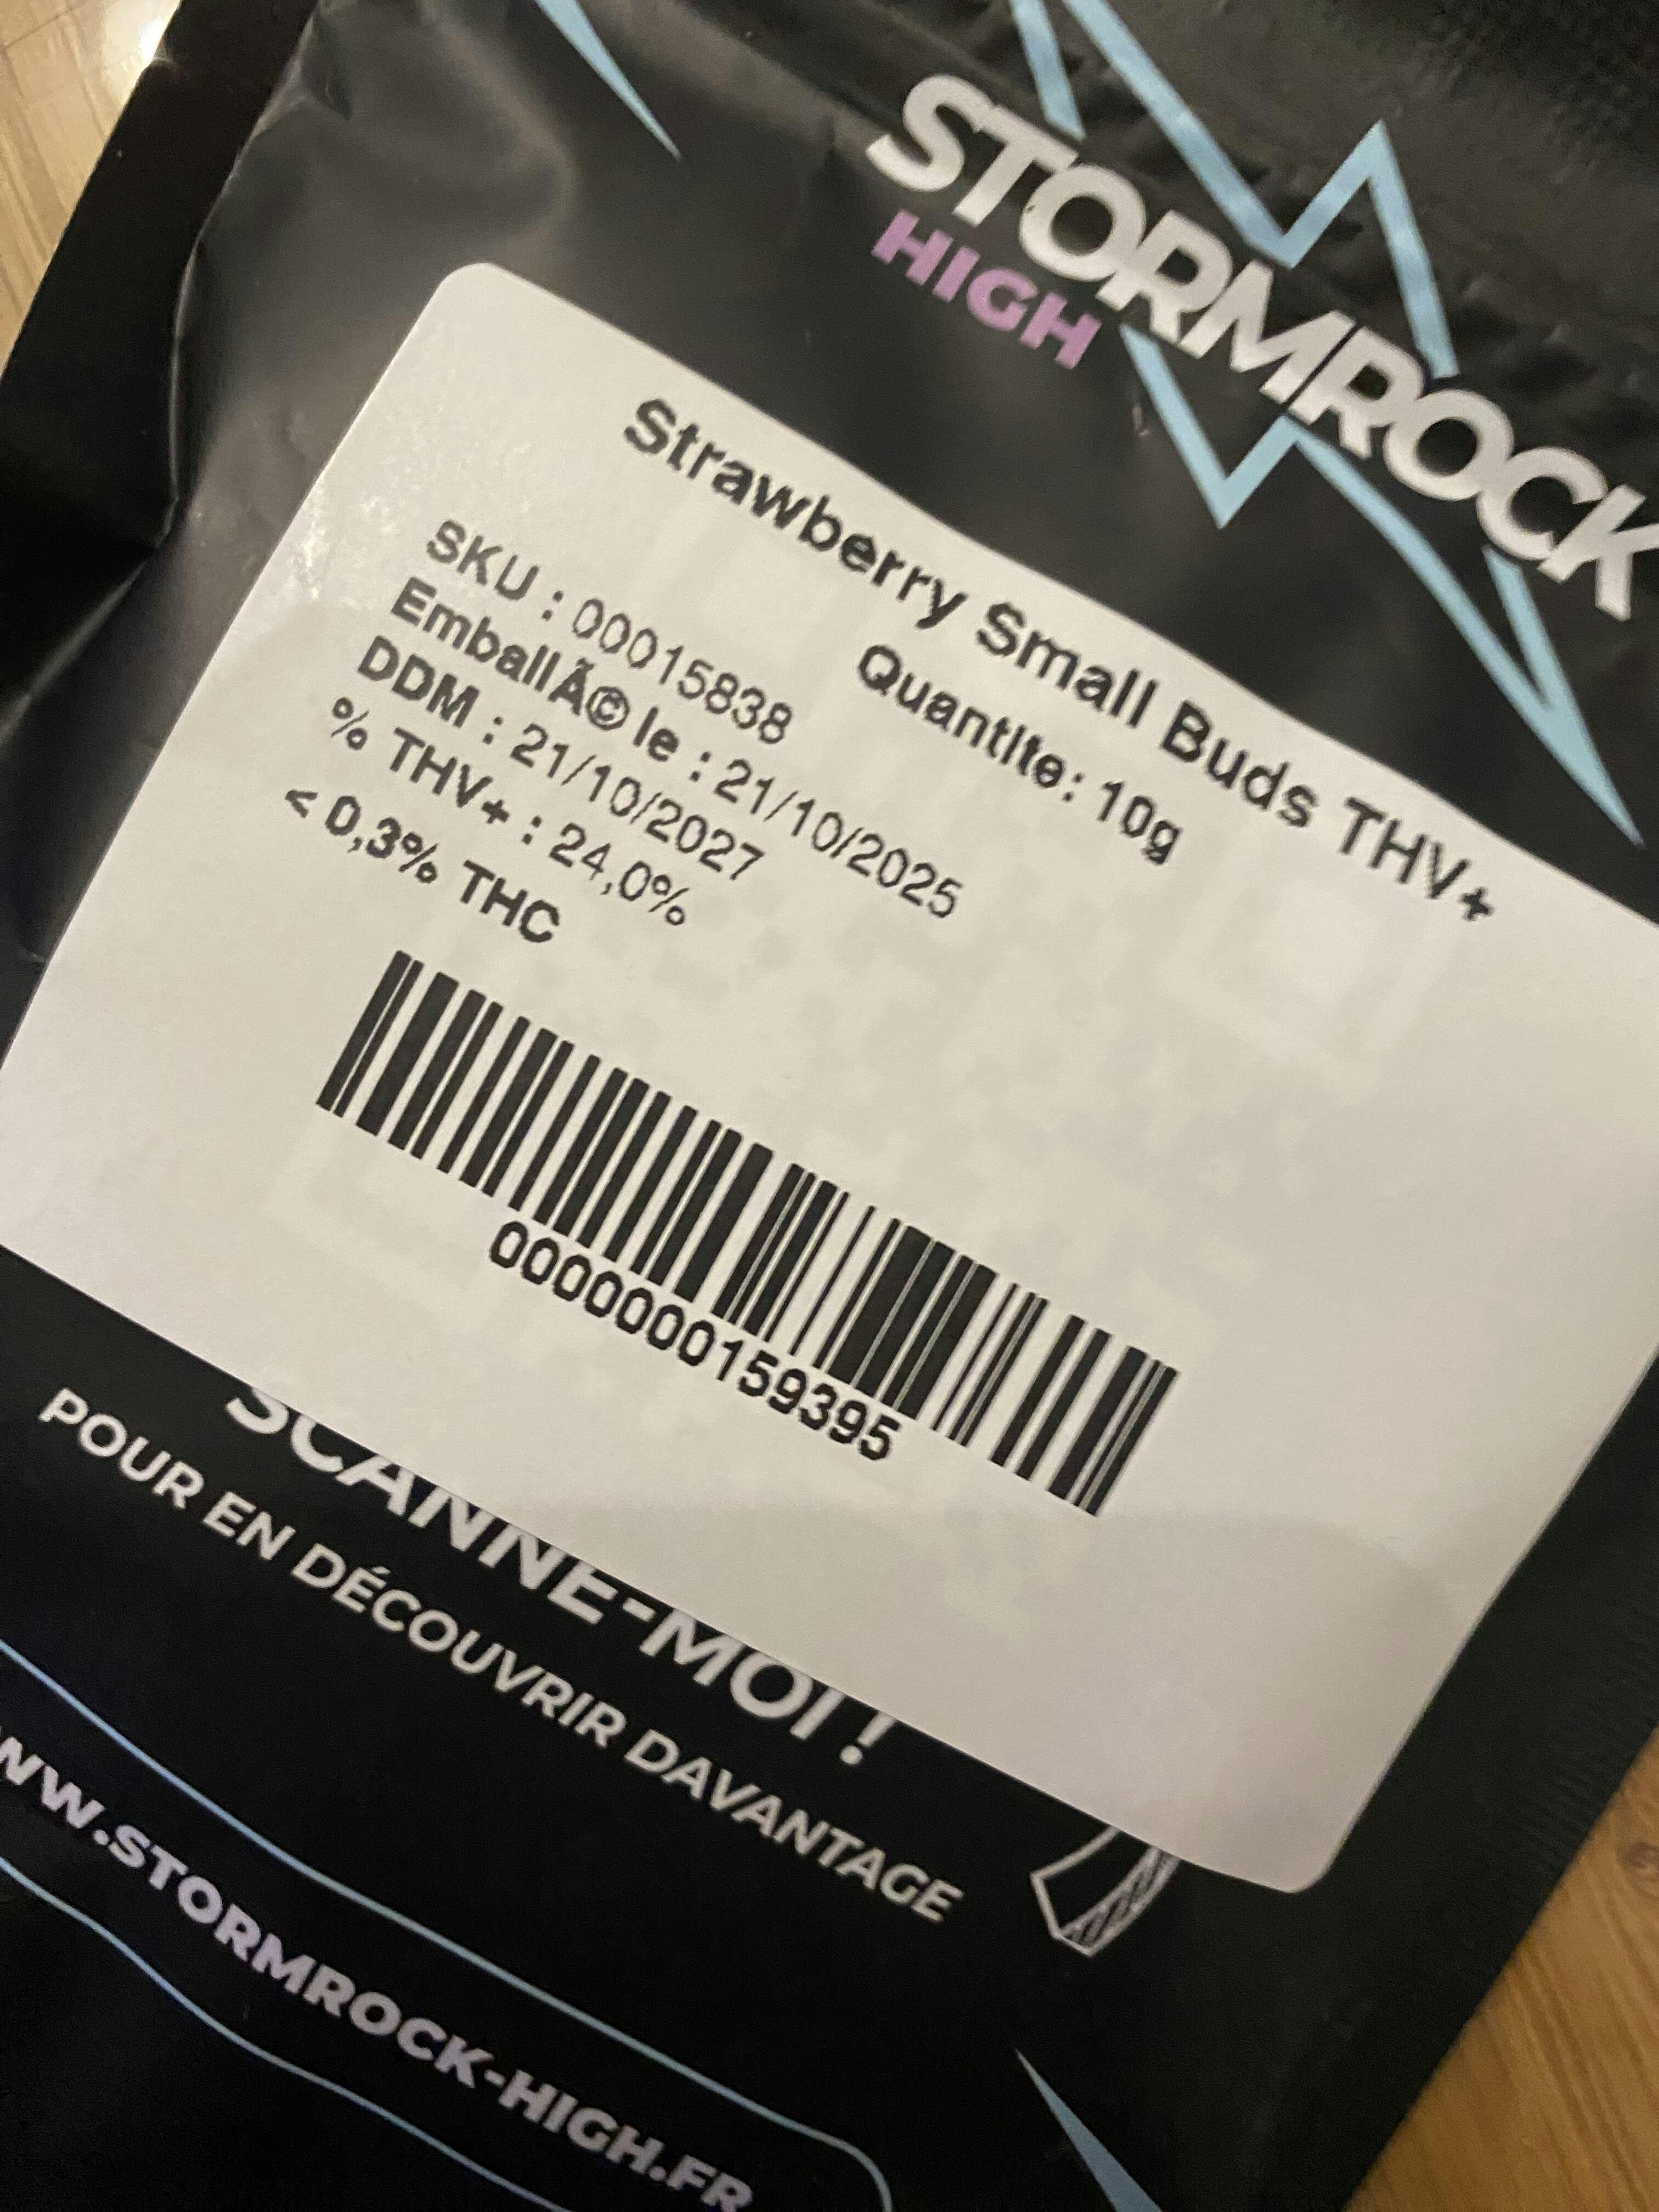 STORMROCK
HIGH
Strawberry Small Buds THV+
Quantite: 10g
SKU : 00015838
EmballÃ© le : 21/10/2025
DDM : 21/10/2027
% THV+ : 24,0%
< 0,3% THC
0000000159395
SCANNE-MOI !
POUR EN DÉCOUVRIR DAVANTAGE
WW.STORMROCK-HIGH.FR